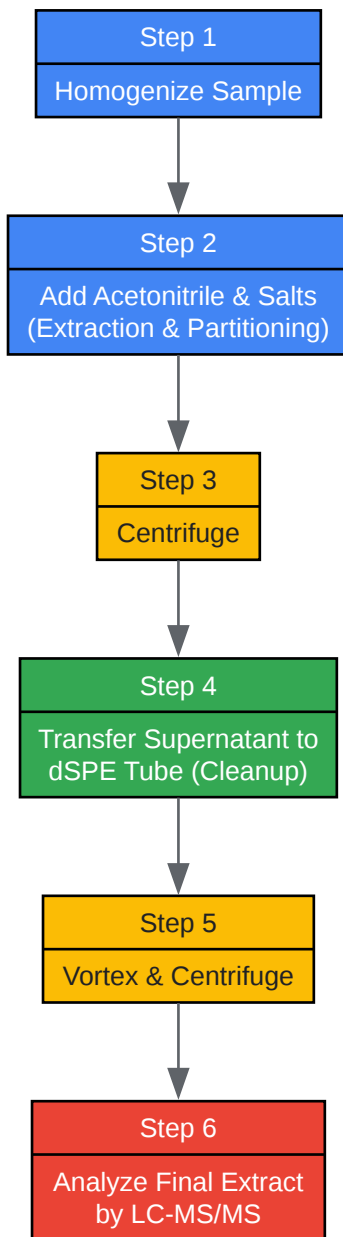 Step 1
Homogenize Sample
Step 2
Add Acetonitrile & Salts
(Extraction & Partitioning)
Step 3
Centrifuge
Step 4
Transfer Supernatant to
dSPE Tube (Cleanup)
Step 5
Vortex & Centrifuge
Step 6
Analyze Final Extract
by LC-MS/MS